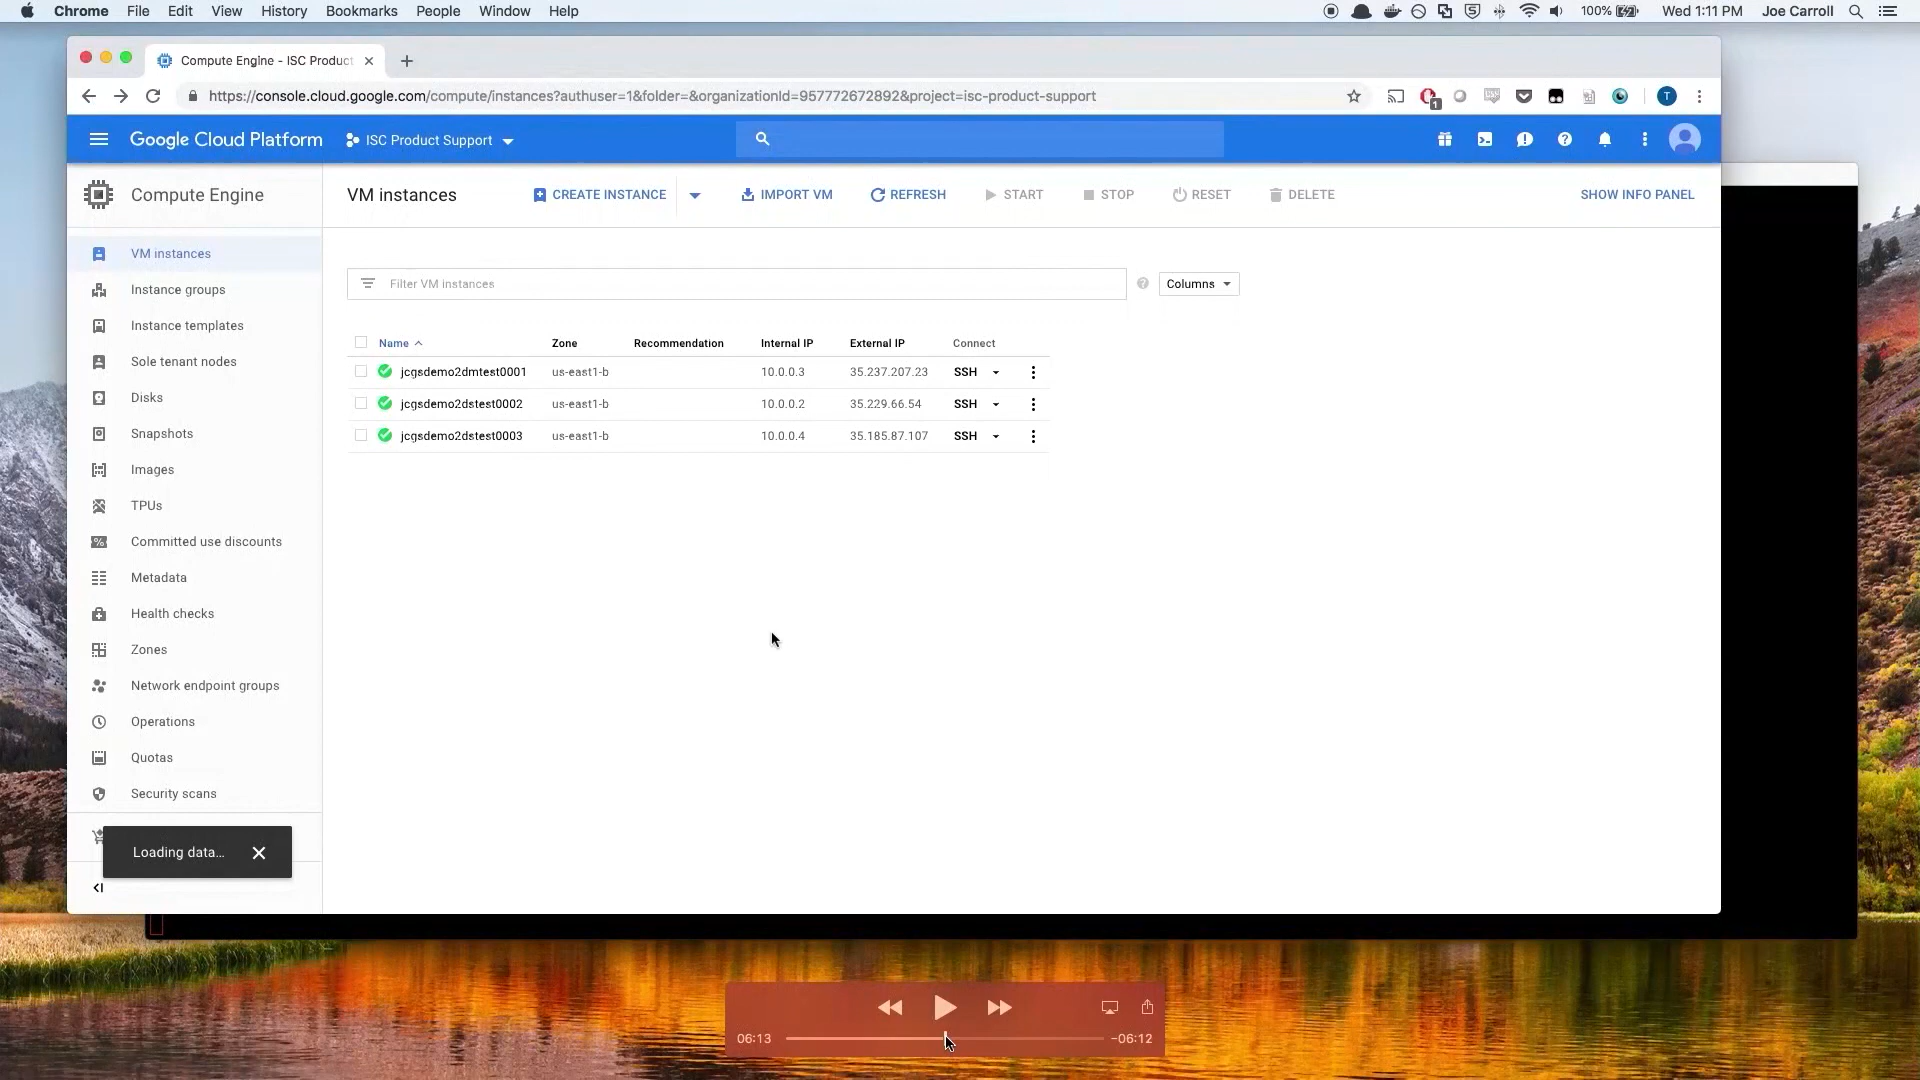 Chrome File Edit View History Bookmarks People Window Help 100% Wed 1:11 PM Joe Carroll
Compute Engine - ISC Product
https://console.cloud.google.com/compute/instances?authuser=1&folder=&organizationId=957772672892&project=isc-product-support 1 T
Google Cloud Platform ISC Product Support
Compute Engine VM instances CREATE INSTANCE IMPORT VM REFRESH START STOP RESET DELETE SHOW INFO PANEL
VM instances
Instance groups
Instance templates
Sole tenant nodes
Disks
Snapshots
Images
TPUs
Committed use discounts
Metadata
Health checks
Zones
Network endpoint groups
Operations
Quotas
Security scans
Loading data...
Filter VM instances Columns
Name Zone Recommendation Internal IP External IP Connect
jcgsdemo2dmtest0001 us-east1-b 10.0.0.3 35.237.207.23 SSH
jcgsdemo2dstest0002 us-east1-b 10.0.0.2 35.229.66.54 SSH
jcgsdemo2dstest0003 us-east1-b 10.0.0.4 35.185.87.107 SSH
06:13 -06:12